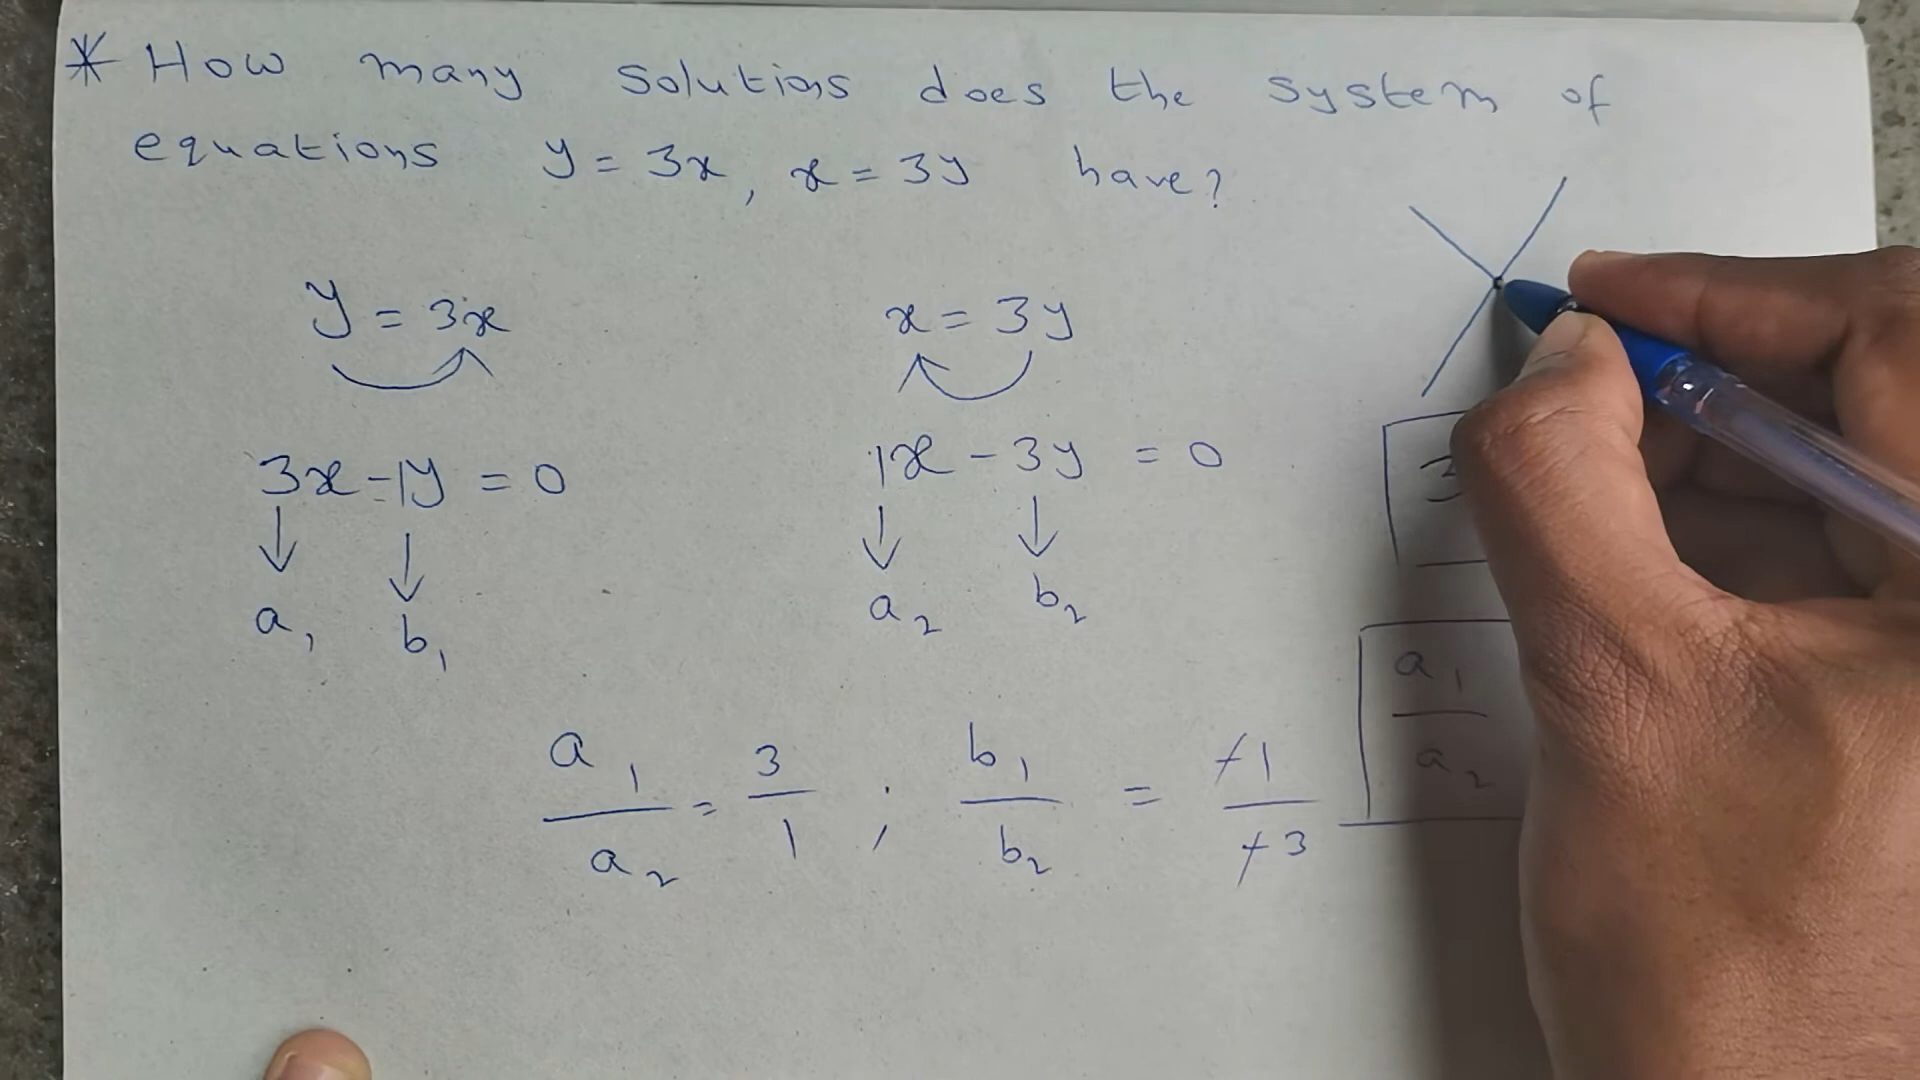 * How many solutions does the system of
equations y = 3x, x = 3y have?
y = 3x
x = 3y
3x - 1y = 0
1x - 3y = 0
a1 b1
a2 b2
3
a1/a2
a1/a2 = 3/1 ; b1/b2 = -1/-3